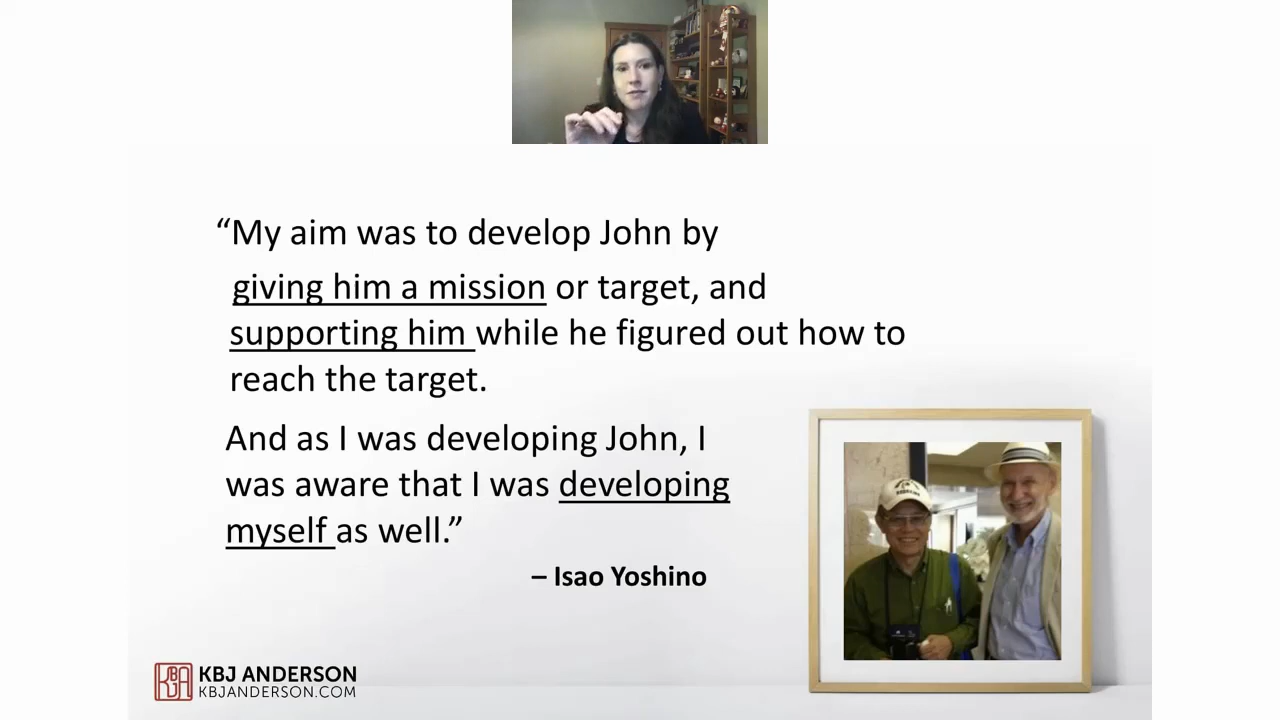 “My aim was to develop John by
giving him a mission or target, and
supporting him while he figured out how to
reach the target.
And as I was developing John, I
was aware that I was developing
myself as well.”
– Isao Yoshino
KBJ ANDERSON
KBJANDERSON.COM